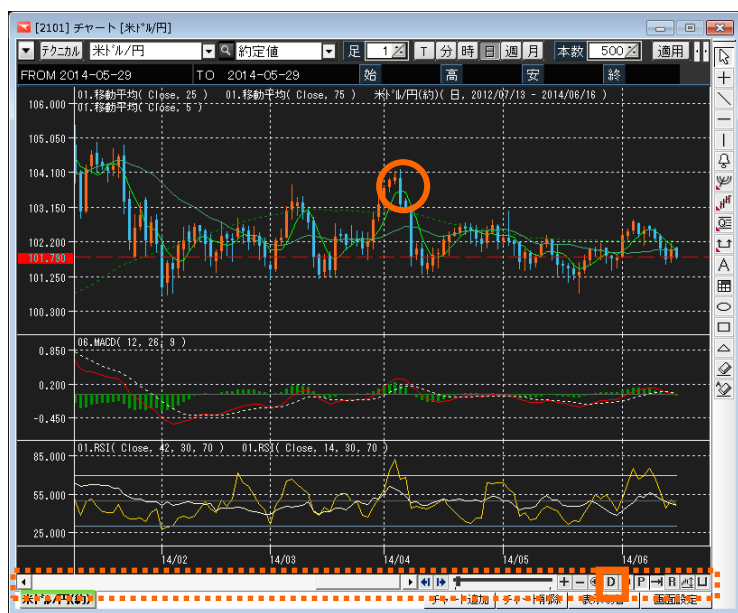 [2101] チャート [米ドル/円]
テクニカル 米ドル/円 約定値 足 1 T 分 時 日 週 月 本数 500 適用
FROM 2014-05-29 TO 2014-05-29 始 高 安 終
01.移動平均( Close, 25 ) 01.移動平均( Close, 75 ) 米ドル/円(約)( 日, 2012/07/13 - 2014/06/16 )
01.移動平均( Close, 5 )
106.000
105.050
104.100
103.150
102.200
101.790
101.250
100.300
06.MACD( 12, 26, 9 )
0.850
0.200
-0.450
01.RSI( Close, 42, 30, 70 ) 01.RSI( Close, 14, 30, 70 )
85.000
55.000
25.000
14/02 14/03 14/04 14/05 14/06
D P R
米ドル/円(約) チャート追加 チャート削除 画面設定